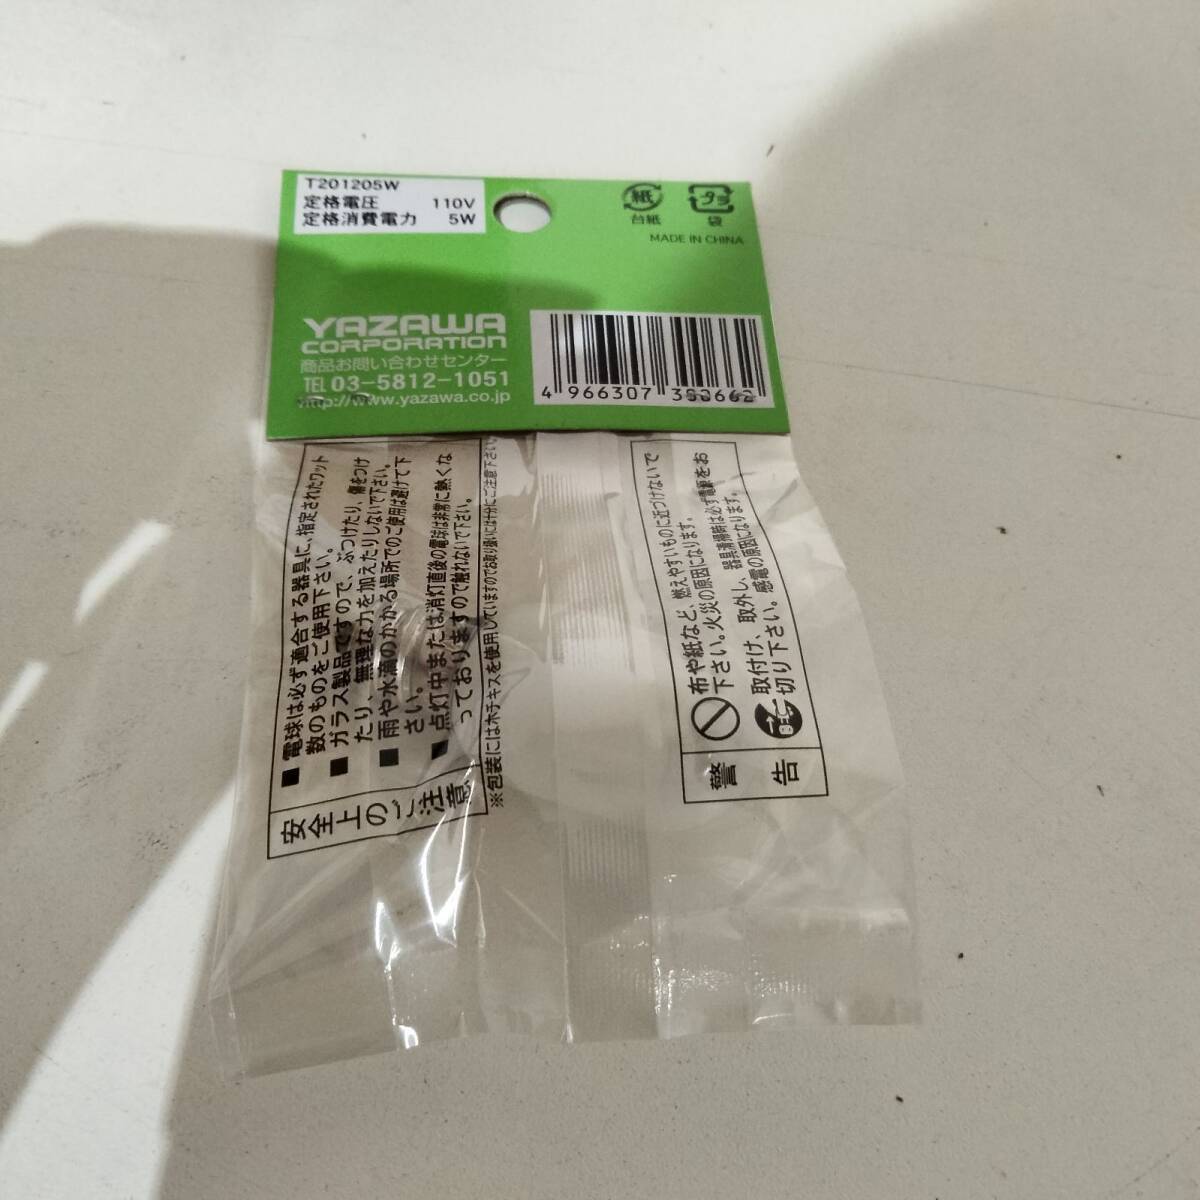 T201205W
定格電圧 110V
定格消費電力 5W
紙
台紙
プラ
袋
MADE IN CHINA
YAZAWA
CORPORATION
商品お問い合わせセンター
TEL 03-5812-1051
http://www.yazawa.co.jp
4 966307
安全上のご注意
■電球は必ず適合する器具に、指定されたワット
数のものをご使用下さい。
■ガラス製品ですので、ぶつけたり、傷をつけ
たり、無理な力を加えたりしないで下さい。
■雨や水滴のかかる場所でのご使用は避けて下
さい。
■点灯中または消灯直後の電球は非常に熱くな
っておりますので触れないで下さい。
※包装にはホチキスを使用していますのでお取り扱いには十分にご注意下さい。
警告
布や紙など、燃えやすいものに近づけないで
下さい。火災の原因になります。
取付け、取外し、器具清掃時は必ず電源をお
切り下さい。感電の原因になります。